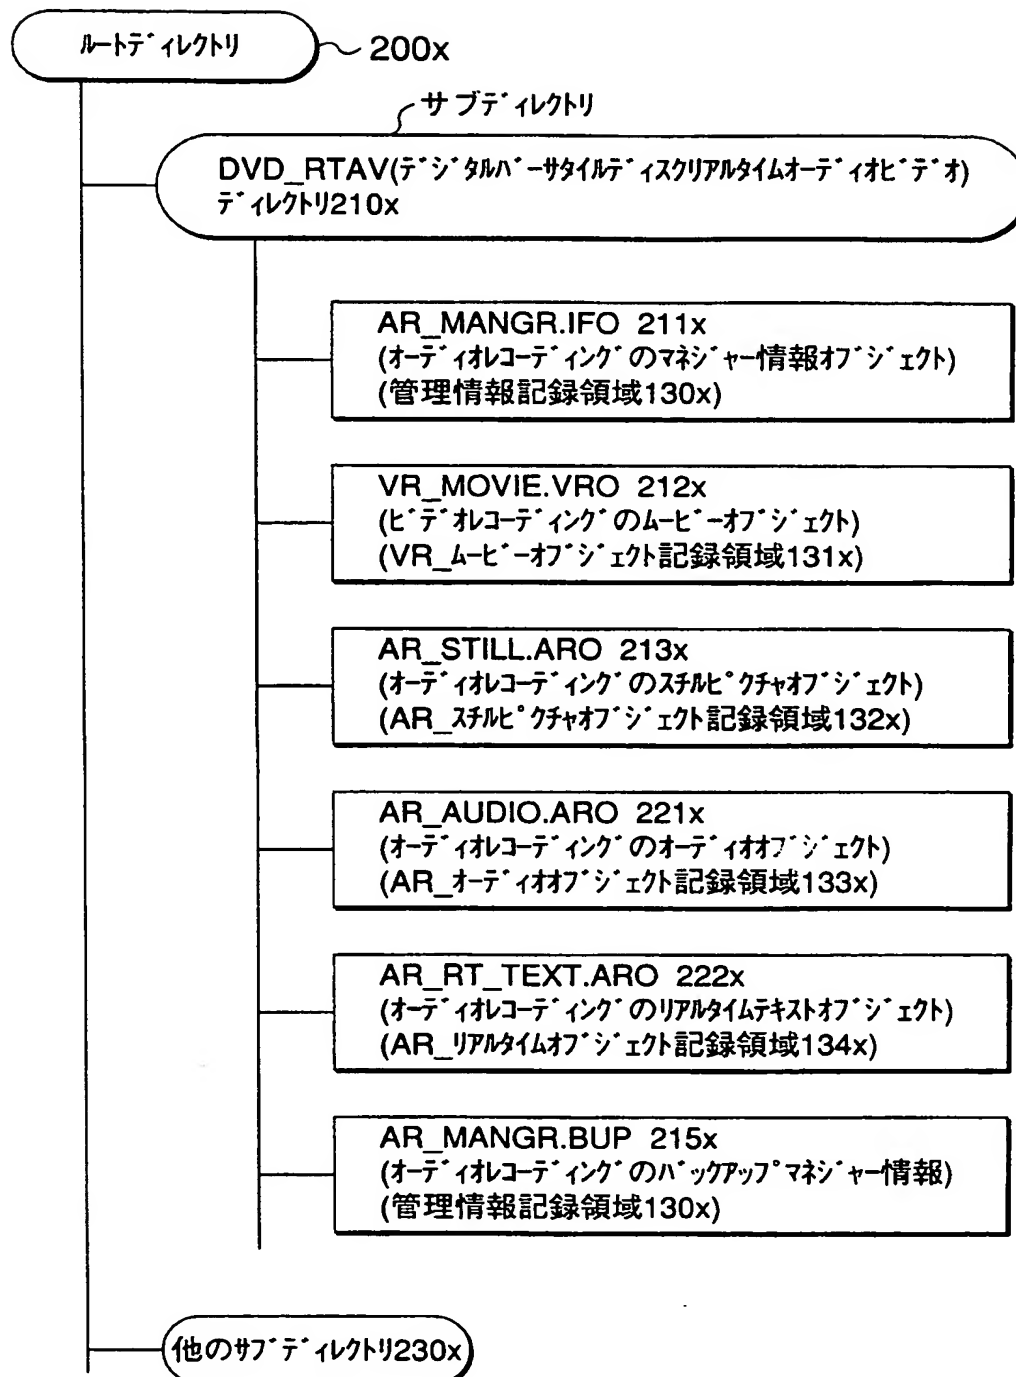 ルートディレクトリ
200x
サブディレクトリ
DVD_RTAV(デジタルバーサタイルディスクリアルタイムオーディオビデオ)
ディレクトリ210x
AR_MANGR.IFO 211x
(オーディオレコーディングのマネジャー情報オブジェクト)
(管理情報記録領域130x)
VR_MOVIE.VRO 212x
(ビデオレコーディングのムービーオブジェクト)
(VR_ムービーオブジェクト記録領域131x)
AR_STILL.ARO 213x
(オーディオレコーディングのスチルピクチャオブジェクト)
(AR_スチルピクチャオブジェクト記録領域132x)
AR_AUDIO.ARO 221x
(オーディオレコーディングのオーディオオブジェクト)
(AR_オーディオオブジェクト記録領域133x)
AR_RT_TEXT.ARO 222x
(オーディオレコーディングのリアルタイムテキストオブジェクト)
(AR_リアルタイムオブジェクト記録領域134x)
AR_MANGR.BUP 215x
(オーディオレコーディングのバックアップマネジャー情報)
(管理情報記録領域130x)
他のサブディレクトリ230x